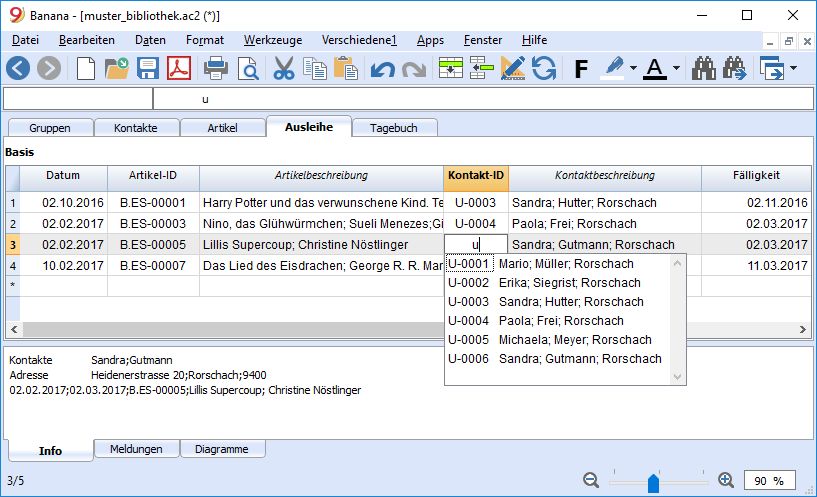 Banana - [muster_bibliothek.ac2 (*)]
Datei Bearbeiten Daten Format Werkzeuge Verschiedene1 Apps Fenster Hilfe
F A
u
Gruppen Kontakte Artikel Ausleihe Tagebuch
Basis
Datum Artikel-ID Artikelbeschreibung Kontakt-ID Kontaktbeschreibung Fälligkeit
1 02.10.2016 B.ES-00001 Harry Potter und das verwunschene Kind. Te U-0003 Sandra; Hutter; Rorschach 02.11.2016
2 02.02.2017 B.ES-00003 Nino, das Glühwürmchen; Sueli Menezes;Gi U-0004 Paola; Frei; Rorschach 02.03.2017
3 02.02.2017 B.ES-00005 Lillis Supercoup; Christine Nöstlinger u Sandra; Gutmann; Rorschach 02.03.2017
4 10.02.2017 B.ES-00007 Das Lied des Eisdrachen; George R. R. Mar 11.03.2017
*
U-0001 Mario; Müller; Rorschach
U-0002 Erika; Siegrist; Rorschach
U-0003 Sandra; Hutter; Rorschach
U-0004 Paola; Frei; Rorschach
U-0005 Michaela; Meyer; Rorschach
U-0006 Sandra; Gutmann; Rorschach
Kontakte Sandra;Gutmann
Adresse Heidenerstrasse 20;Rorschach;9400
02.02.2017;02.03.2017;B.ES-00005;Lillis Supercoup; Christine Nöstlinger
Info Meldungen Diagramme
3/5 90 %